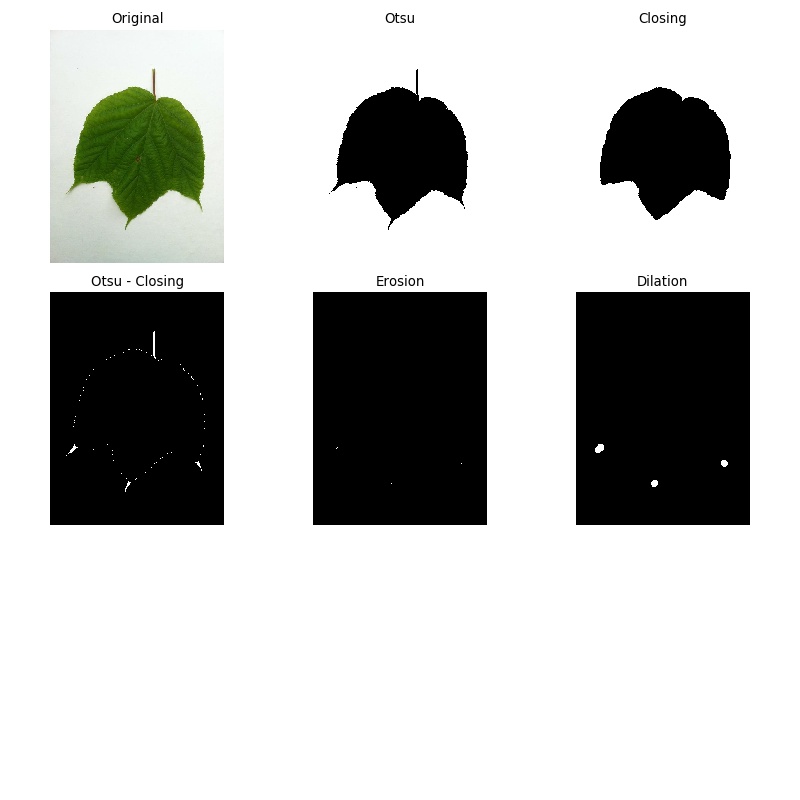 Original
Otsu
Closing
Otsu - Closing
Erosion
Dilation